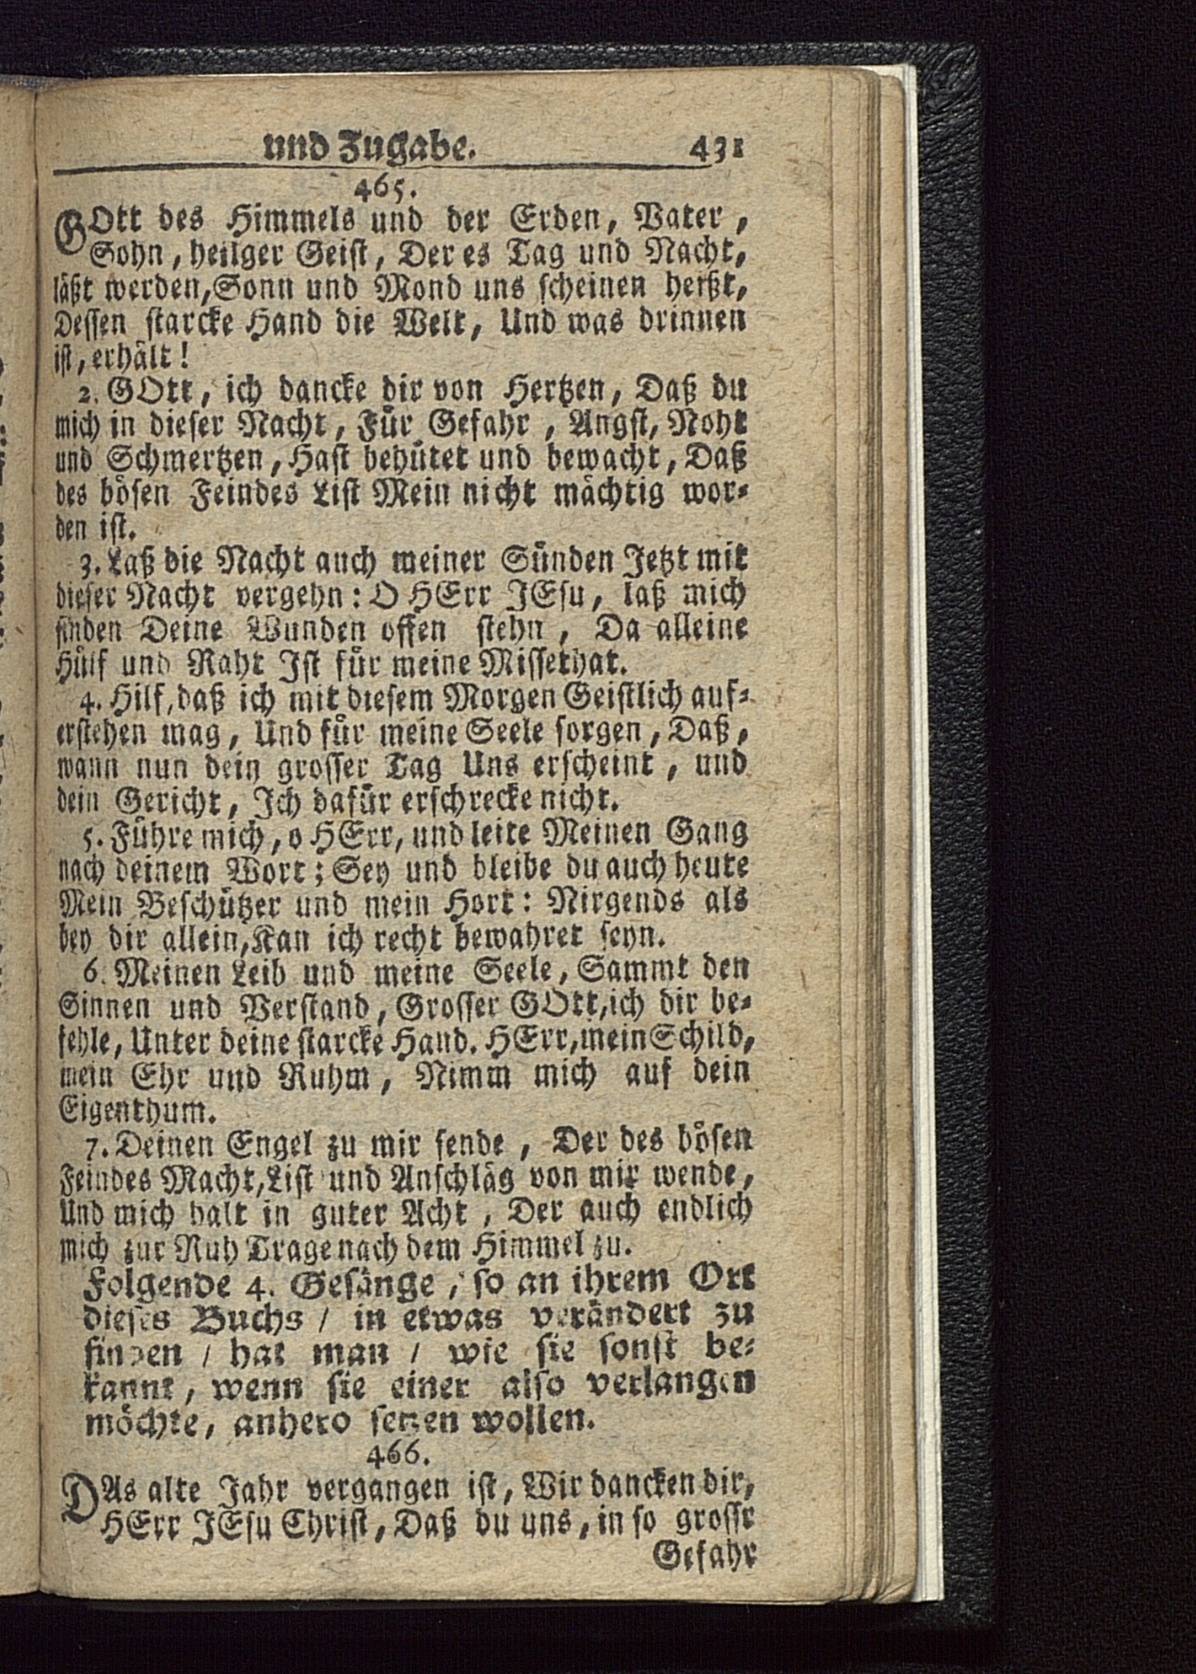 und Zugabe. 431
465.
GOtt des Himmels und der Erden, Vater,
Sohn, heilger Geist, Der es Tag und Nacht,
läßt werden, Sonn und Mond uns scheinen heißt,
Dessen starcke Hand die Welt, Und was drinnen
ist, erhält!
2. GOtt, ich dancke dir von Hertzen, Daß du
mich in dieser Nacht, Für Gefahr, Angst, Noht
und Schmertzen, Hast behütet und bewacht, Daß
des bösen Feindes List Mein nicht mächtig wor-
den ist.
3. Laß die Nacht auch meiner Sünden Jetzt mit
dieser Nacht vergehn: O HErr JEsu, laß mich
finden Deine Wunden offen stehn, Da alleine
Hülf und Raht Ist für meine Missethat.
4. Hilf, daß ich mit diesem Morgen Geistlich auf-
erstehen mag, Und für meine Seele sorgen, Daß,
wann nun dein grosser Tag Uns erscheint, und
dein Gericht, Ich dafür erschrecke nicht.
5. Führe mich, o HErr, und leite Meinen Gang
nach deinem Wort; Sey und bleibe du auch heute
Mein Beschützer und mein Hort: Nirgends als
bey dir allein, Kan ich recht bewahret seyn.
6. Meinen Leib und meine Seele, Sammt den
Sinnen und Verstand, Grosser GOtt, ich dir be-
fehle, Unter deine starcke Hand. HErr, mein Schild,
mein Ehr und Ruhm, Nimm mich auf dein
Eigenthum.
7. Deinen Engel zu mir sende, Der des bösen
Feindes Macht, List und Anschläg von mir wende,
Und mich halt in guter Acht, Der auch endlich
mich zur Ruh Trage nach dem Himmel zu.
Folgende 4. Gesänge, so an ihrem Ort
dieses Buchs / in etwas verändert zu
finden / hat man / wie sie sonst be-
kannt, wenn sie einer also verlangen
möchte, anhero setzen wollen.
466.
DAs alte Jahr vergangen ist, Wir dancken dir,
HErr JEsu Christ, Daß du uns, in so grosse
Gefahr